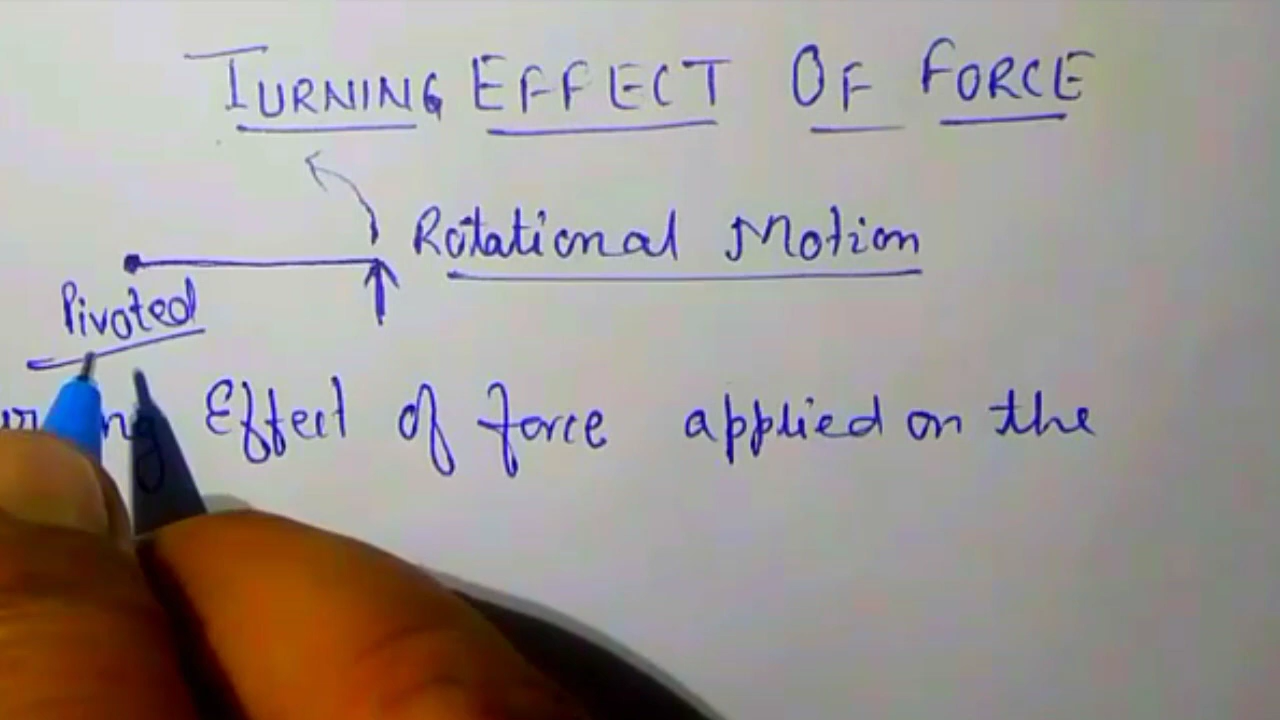 TURNING EFFECT OF FORCE
Rotational Motion
Pivoted
Effect of force applied on the